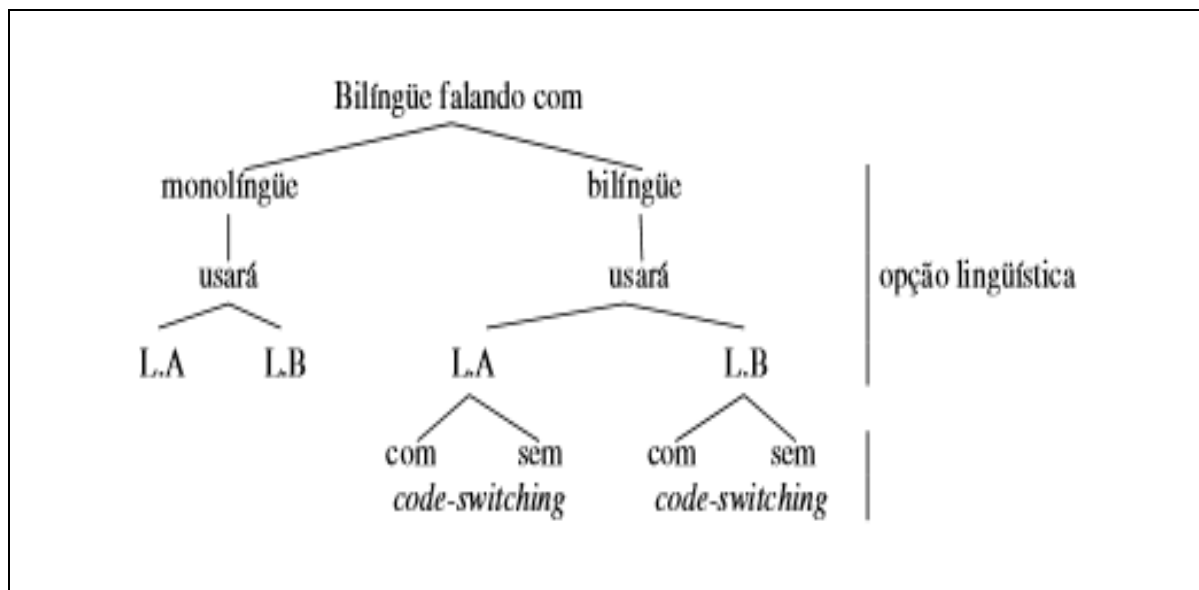 Bilíngüe falando com
monolíngüe bilíngüe
usará usará opção lingüística
L.A L.B L.A L.B
com sem com sem
code-switching code-switching